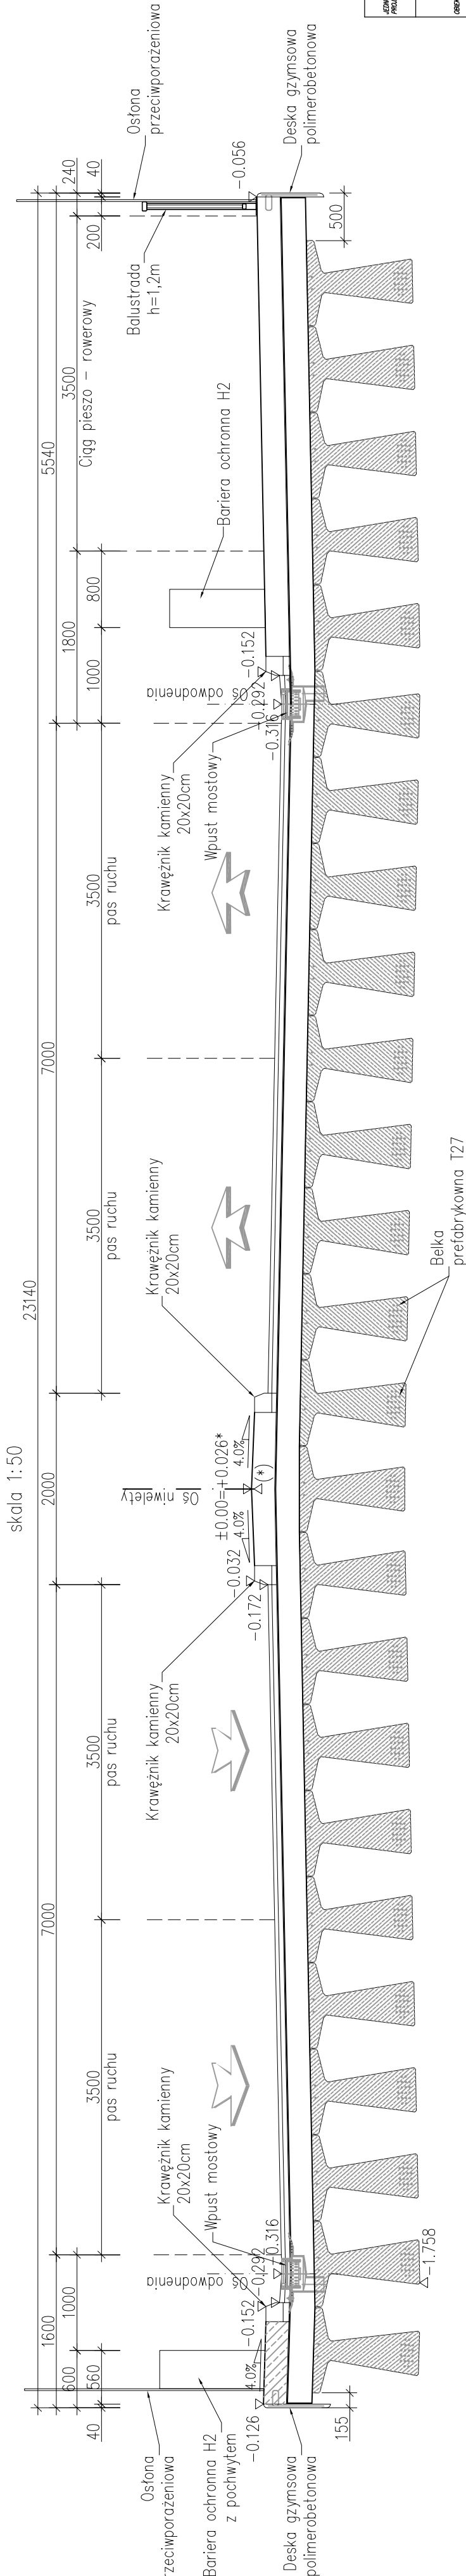 skala 1:50
23140
1600
7000
2000
7000
5540
600
1000
1800
3500
240
40
560
3500
pas ruchu
3500
pas ruchu
3500
pas ruchu
3500
pas ruchu
1000
800
Ciąg pieszo – rowerowy
200
40
Osłona
rzeciwporażeniowa
Bariera ochronna H2
z pochwytem
Deska gzymsowa
polimerobetonowa
-0.126
4.0%
-0.152
-0.292
-0.316
Oś odwodnienia
Krawężnik kamienny
20x20cm
Wpust mostowy
155
-1.758
Krawężnik kamienny
20x20cm
-0.172
-0.032
4.0%
±0.00=+0.026*
4.0%
(*)
Oś niwelety
Krawężnik kamienny
20x20cm
Belka
prefabrykowna T27
Krawężnik kamienny
20x20cm
Wpust mostowy
Oś odwodnienia
-0.316
-0.292
-0.152
Bariera ochronna H2
Balustrada
h=1,2m
Osłona
przeciwporażeniowa
-0.056
Deska gzymsowa
polimerobetonowa
500